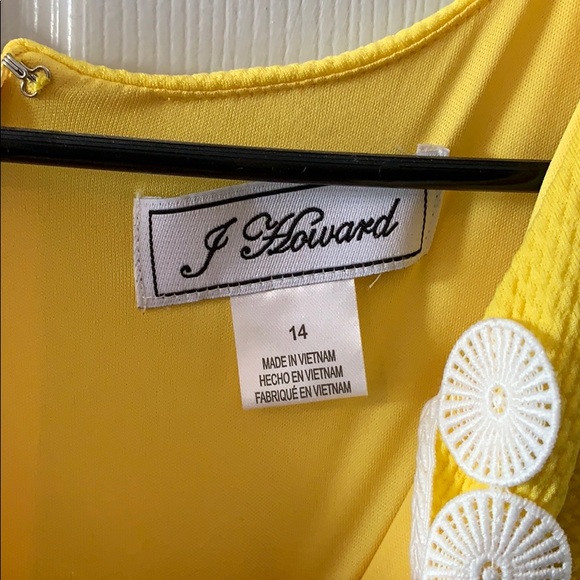 J Howard
14
MADE IN VIETNAM
HECHO EN VIETNAM
FABRIQUÉ EN VIETNAM